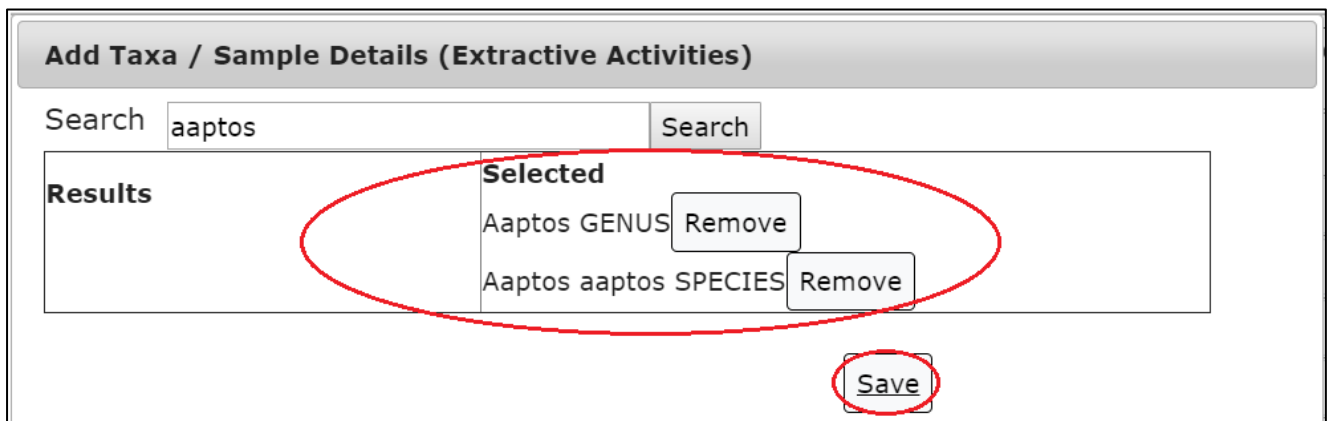 Add Taxa / Sample Details (Extractive Activities)
Search aaptos Search
Results
Selected
Aaptos GENUS Remove
Aaptos aaptos SPECIES Remove
Save